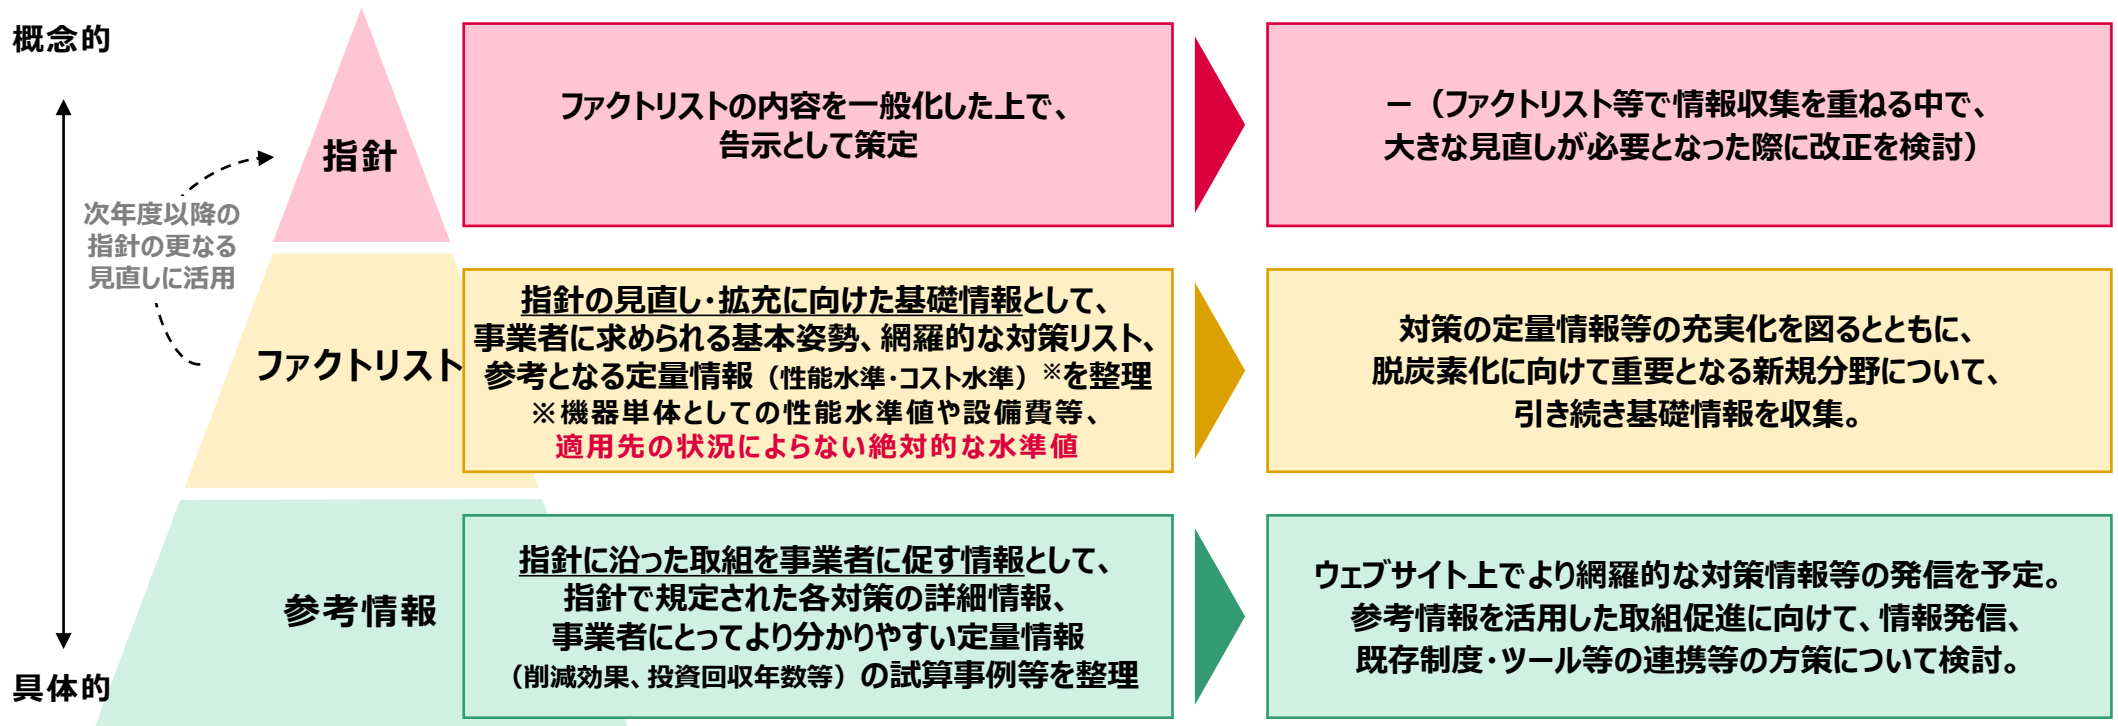 概念的
指針
ファクトリストの内容を一般化した上で、
告示として策定
－（ファクトリスト等で情報収集を重ねる中で、
大きな見直しが必要となった際に改正を検討）
次年度以降の
指針の更なる
見直しに活用
ファクトリスト
指針の見直し・拡充に向けた基礎情報として、
事業者に求められる基本姿勢、網羅的な対策リスト、
参考となる定量情報（性能水準・コスト水準）※を整理
※機器単体としての性能水準値や設備費等、
適用先の状況によらない絶対的な水準値
対策の定量情報等の充実化を図るとともに、
脱炭素化に向けて重要となる新規分野について、
引き続き基礎情報を収集。
参考情報
指針に沿った取組を事業者に促す情報として、
指針で規定された各対策の詳細情報、
事業者にとってより分かりやすい定量情報
（削減効果、投資回収年数等）の試算事例等を整理
ウェブサイト上でより網羅的な対策情報等の発信を予定。
参考情報を活用した取組促進に向けて、情報発信、
既存制度・ツール等の連携等の方策について検討。
具体的